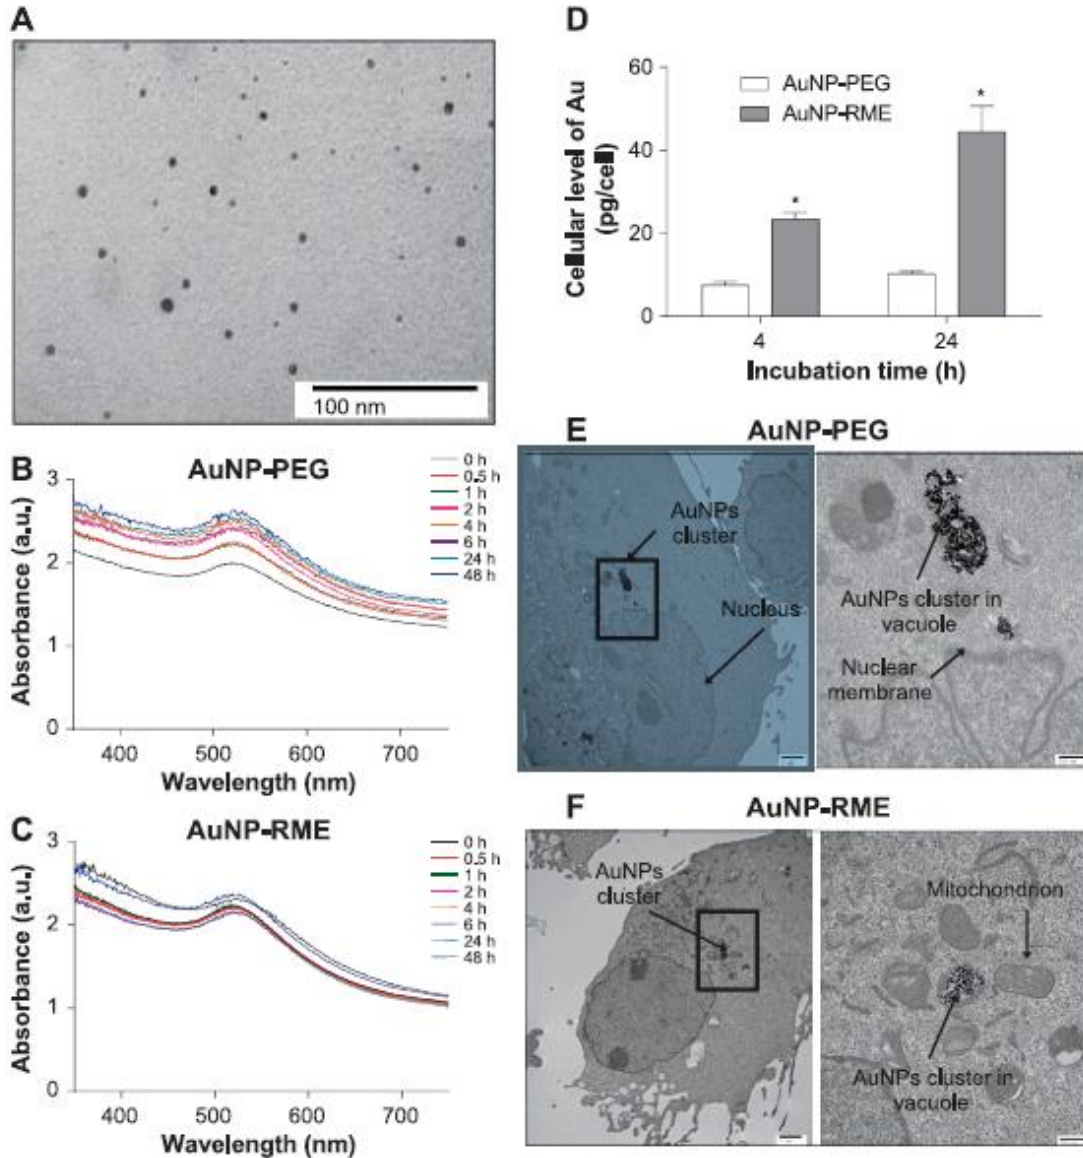 A
100 nm
B
AuNP-PEG
Absorbance (a.u.)
3
2
1
0
400
500
600
700
Wavelength (nm)
0 h
0.5 h
1 h
2 h
4 h
6 h
24 h
48 h
C
AuNP-RME
Absorbance (a.u.)
3
2
1
0
400
500
600
700
Wavelength (nm)
0 h
0.5 h
1 h
2 h
4 h
6 h
24 h
48 h
D
Cellular level of Au
(pg/cell)
60
40
20
0
AuNP-PEG
AuNP-RME
*
*
4
24
Incubation time (h)
E
AuNP-PEG
AuNPs
cluster
Nucleus
AuNPs cluster in
vacuole
Nuclear
membrane
F
AuNP-RME
AuNPs
cluster
Mitochondrion
AuNPs cluster in
vacuole